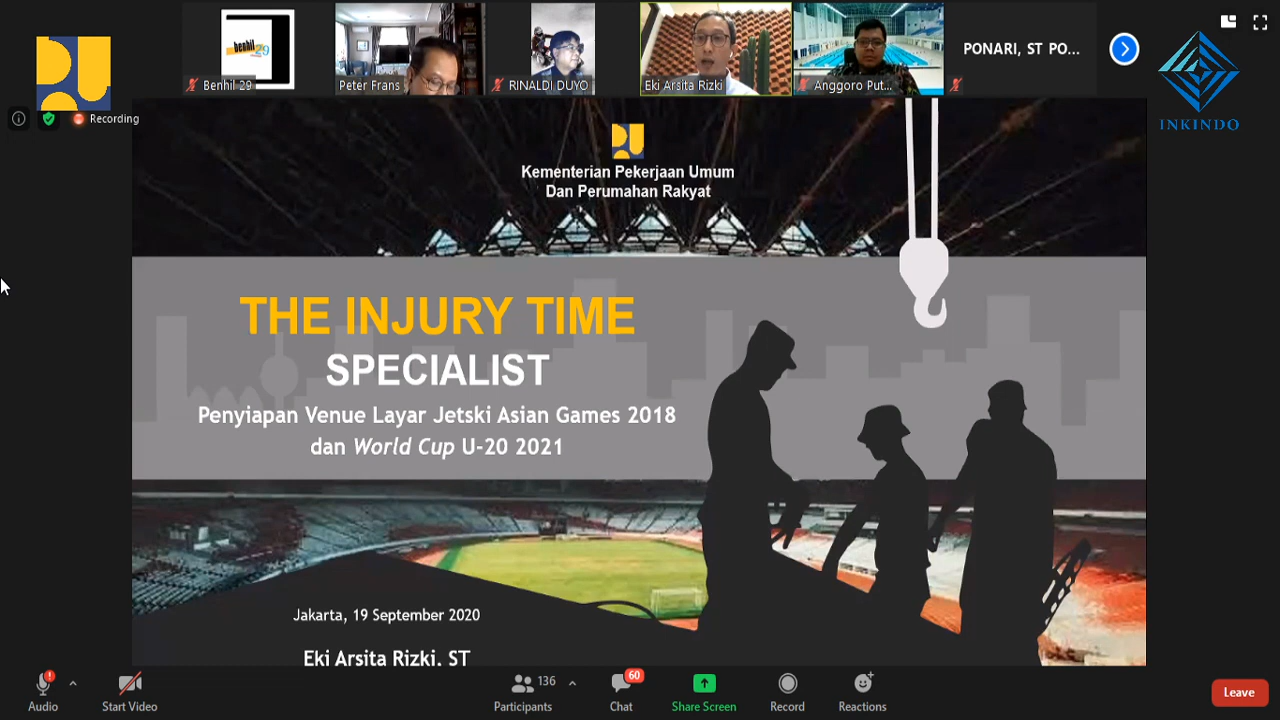 benhil
29
Benhil 29
Peter Frans
RINALDI DUYO
Eki Arsita Rizki
Anggoro Put...
PONARI, ST PO...
INKINDO
Recording
Kementerian Pekerjaan Umum
Dan Perumahan Rakyat
THE INJURY TIME
SPECIALIST
Penyiapan Venue Layar Jetski Asian Games 2018
dan World Cup U-20 2021
Jakarta, 19 September 2020
Eki Arsita Rizki. ST
Audio
Start Video
136
Participants
60
Chat
Share Screen
Record
Reactions
Leave